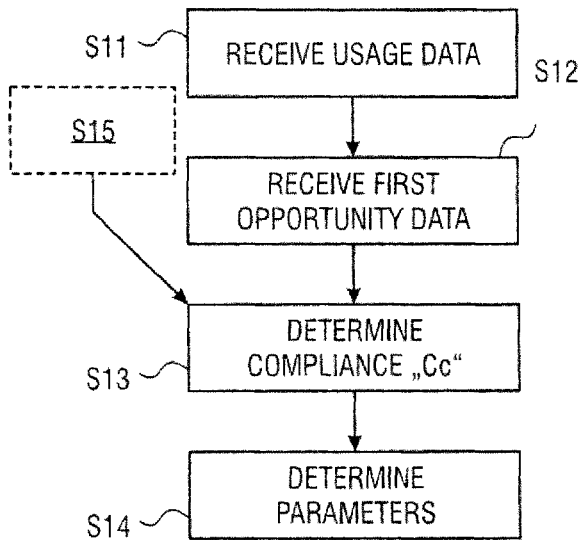 S11
RECEIVE USAGE DATA
S12
S15
RECEIVE FIRST
OPPORTUNITY DATA
DETERMINE
COMPLIANCE „Cc“
S13
DETERMINE
PARAMETERS
S14